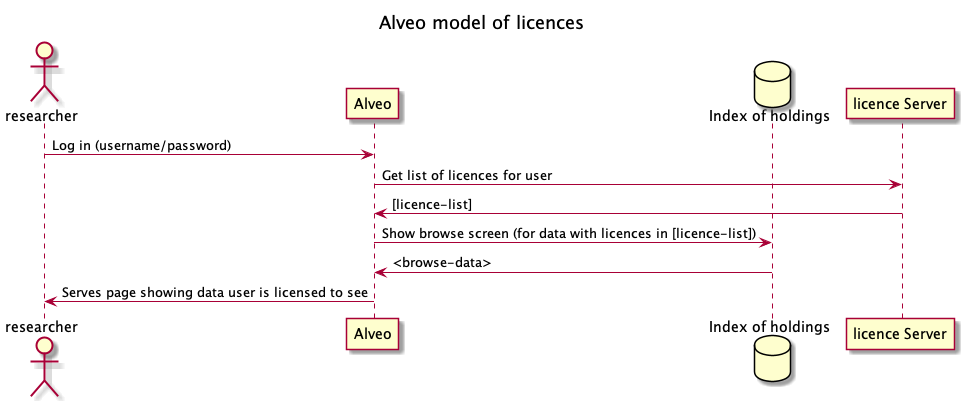 Alveo model of licences
researcher
Alveo
Index of holdings
licence Server
Log in (username/password)
Get list of licences for user
[licence-list]
Show browse screen (for data with licences in [licence-list])
<browse-data>
Serves page showing data user is licensed to see
researcher
Alveo
Index of holdings
licence Server